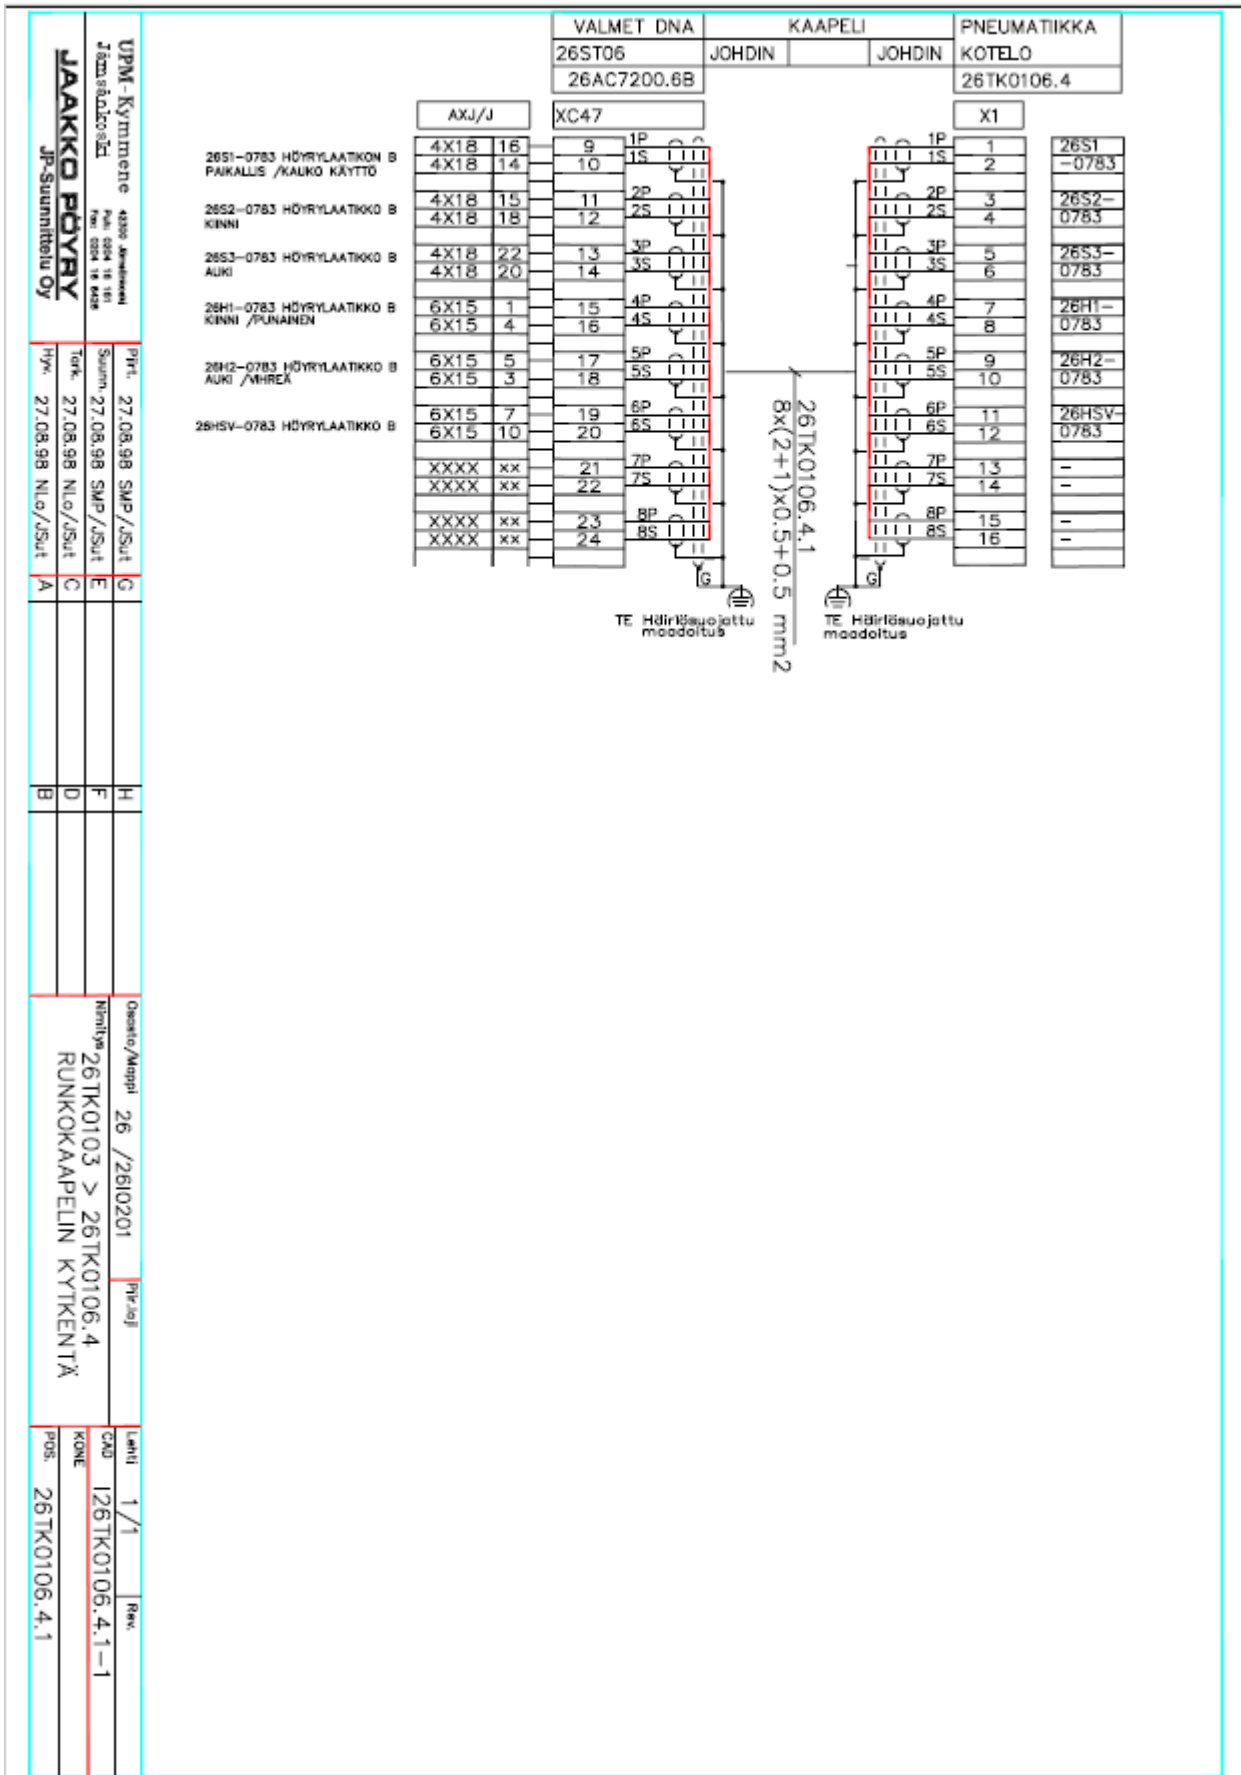 VALMET DNA KAAPELI PNEUMATIIKKA
26ST06 JOHDIN JOHDIN KOTELO
26AC7200.6B 26TK0106.4
AXJ/J XC47 X1
26S1-0783 HÖYRYLAATIKON B
PAIKALLIS /KAUKO KÄYTTÖ
4X18 16 9 1P 1P 1 26S1
4X18 14 10 1S 1S 2 -0783
26S2-0783 HÖYRYLAATIKKO B
KIINNI
4X18 15 11 2P 2P 3 26S2-
4X18 18 12 2S 2S 4 0783
26S3-0783 HÖYRYLAATIKKO B
AUKI
4X18 22 13 3P 3P 5 26S3-
4X18 20 14 3S 3S 6 0783
26H1-0783 HÖYRYLAATIKKO B
KIINNI /PUNAINEN
6X15 1 15 4P 4P 7 26H1-
6X15 4 16 4S 4S 8 0783
26H2-0783 HÖYRYLAATIKKO B
AUKI /VIHREÄ
6X15 5 17 5P 5P 9 26H2-
6X15 3 18 5S 5S 10 0783
26HSV-0783 HÖYRYLAATIKKO B
6X15 7 19 6P 6P 11 26HSV-
6X15 10 20 6S 6S 12 0783
XXXX xx 21 7P 7P 13 -
XXXX xx 22 7S 7S 14 -
XXXX xx 23 8P 8P 15 -
XXXX xx 24 8S 8S 16 -
G G
TE Häiriösuojattu
maadoitus
TE Häiriösuojattu
maadoitus
26TK0106.4.1
8x(2+1)x0.5+0.5 mm2
UPM-Kymmene
Jämsänkoski
Puh: 0204 16 161
JAAKKO PÖYRY
JP-Suunnittelu Oy
Piirt. 27.08.98 SMP/JSut G H
Suunn. 27.08.98 SMP/JSut E F
Tark. 27.08.98 NLa/JSut C D
Hyv. 27.08.98 NLa/JSut A B
Osasto/Mappi 26 /26I0201 Piir.laji
Nimitys 26TK0103 > 26TK0106.4
RUNKOKAAPELIN KYTKENTÄ
Lehti 1/1 Rev.
CAD I26TK0106.4.1-1
KONE
POS. 26TK0106.4.1